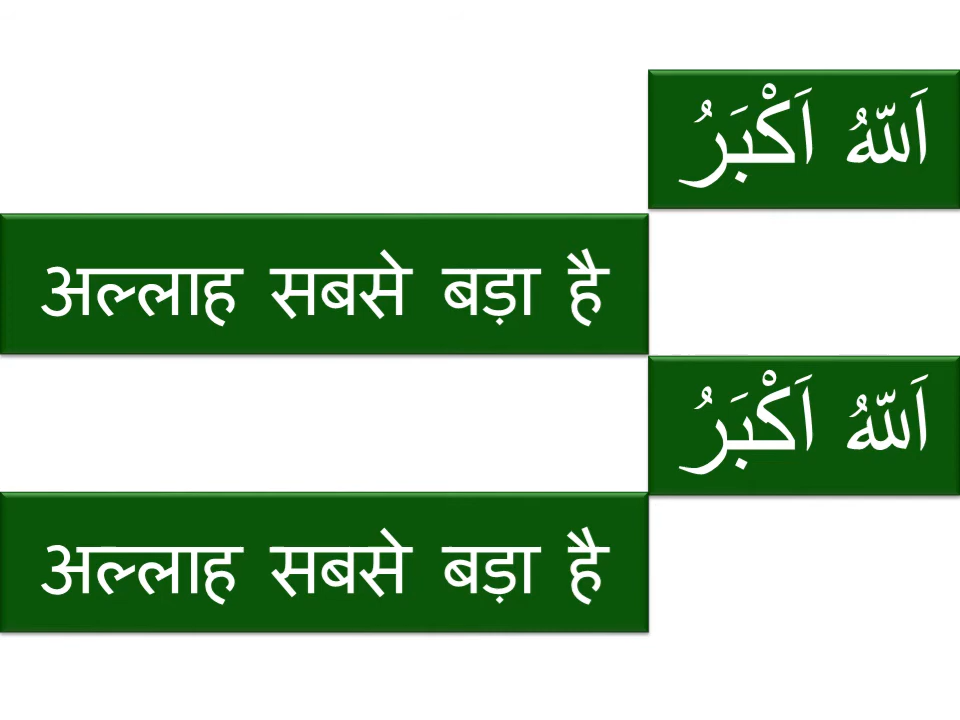 اَللّٰهُ اَكْبَرُ
अल्लाह सबसे बड़ा है
اَللّٰهُ اَكْبَرُ
अल्लाह सबसे बड़ा है